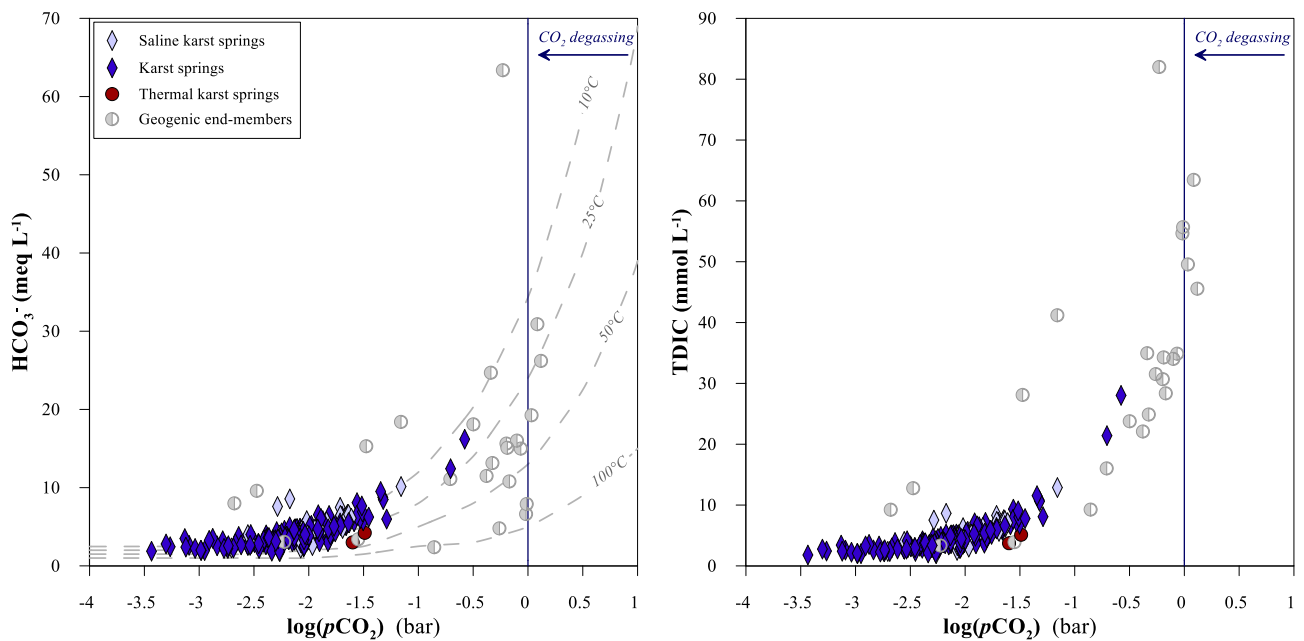 70
60
50
40
30
20
10
0
HCO₃⁻ (meq L⁻¹)
Saline karst springs
Karst springs
Thermal karst springs
Geogenic end-members
CO₂ degassing
10°C
25°C
50°C
100°C
-4
-3.5
-3
-2.5
-2
-1.5
-1
-0.5
0
0.5
1
log(pCO₂) (bar)
90
80
70
60
50
40
30
20
10
0
TDIC (mmol L⁻¹)
CO₂ degassing
-4
-3.5
-3
-2.5
-2
-1.5
-1
-0.5
0
0.5
1
log(pCO₂) (bar)